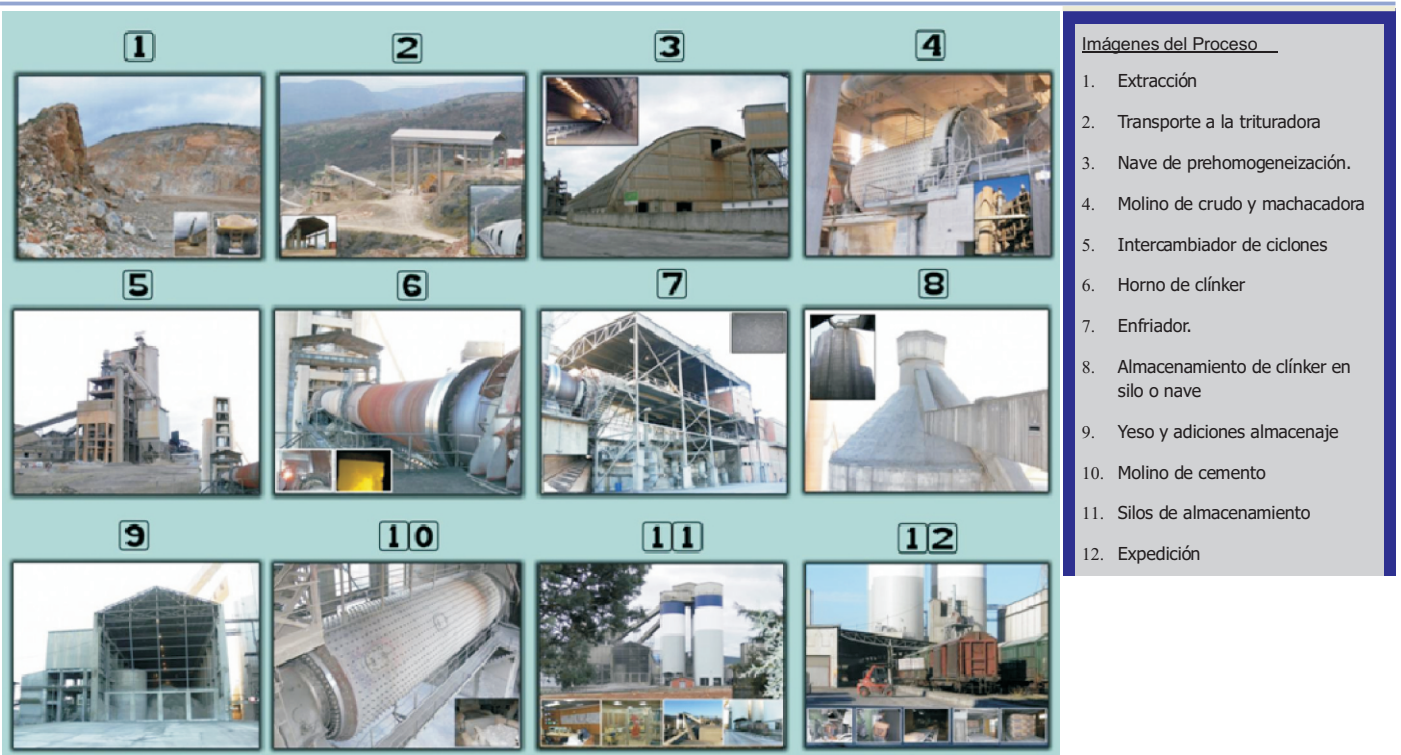 1 2 3 4
5 6 7 8
9 10 11 12
Imágenes del Proceso
1. Extracción
2. Transporte a la trituradora
3. Nave de prehomogeneización.
4. Molino de crudo y machacadora
5. Intercambiador de ciclones
6. Horno de clínker
7. Enfriador.
8. Almacenamiento de clínker en
silo o nave
9. Yeso y adiciones almacenaje
10. Molino de cemento
11. Silos de almacenamiento
12. Expedición